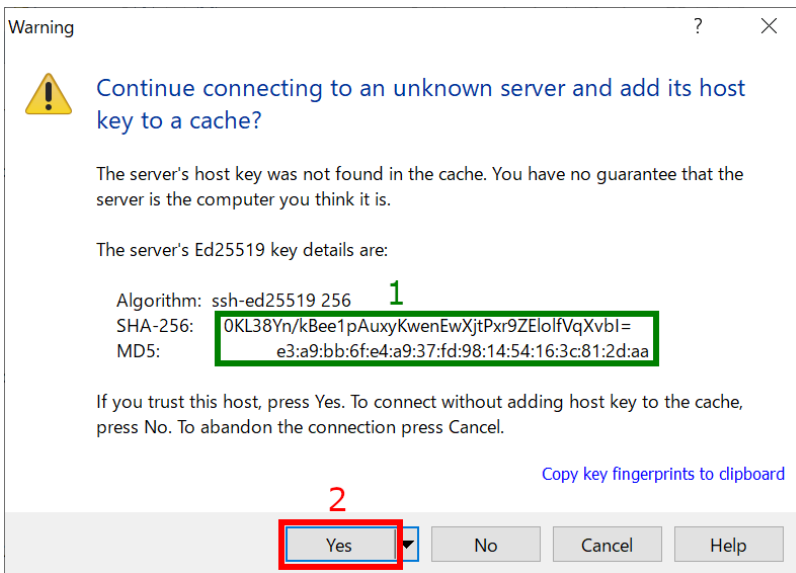 Warning
?
Continue connecting to an unknown server and add its host
key to a cache?
The server's host key was not found in the cache. You have no guarantee that the
server is the computer you think it is.
The server's Ed25519 key details are:
1
Algorithm: ssh-ed25519 256
SHA-256: 0KL38Yn/kBee1pAuxyKwenEwXjtPxr9ZElolfVqXvbI=
MD5: e3:a9:bb:6f:e4:a9:37:fd:98:14:54:16:3c:81:2d:aa
If you trust this host, press Yes. To connect without adding host key to the cache,
press No. To abandon the connection press Cancel.
Copy key fingerprints to clipboard
2
Yes No Cancel Help